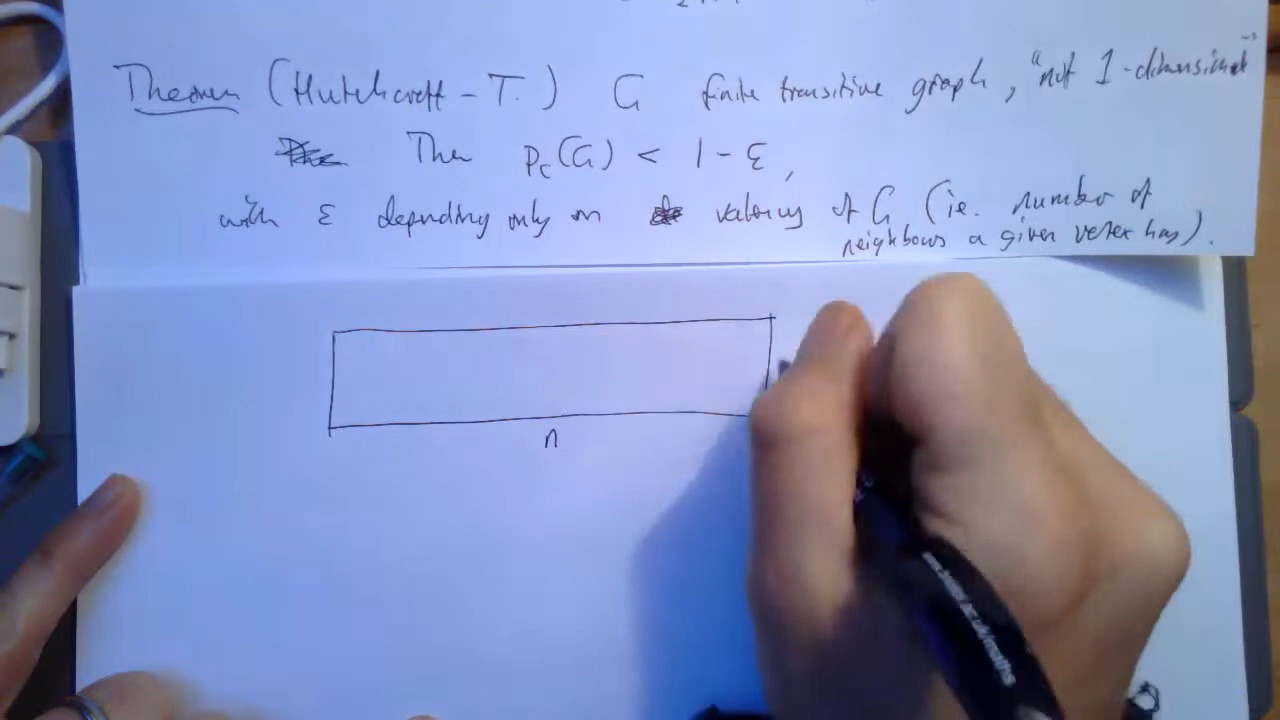 Theorem (Hutchcroft - T.) G finite transitive graph, "not 1-dimensional"
Then pc(G) < 1 - ε,
with ε depending only on valency of G (ie. number of
neighbours a given vertex has).
n